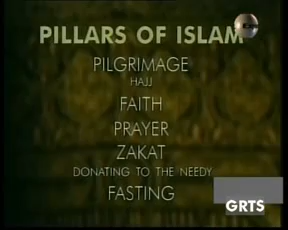 PILLARS OF ISLAM
PILGRIMAGE
HAJJ
FAITH
PRAYER
ZAKAT
DONATING TO THE NEEDY
FASTING
GRTS